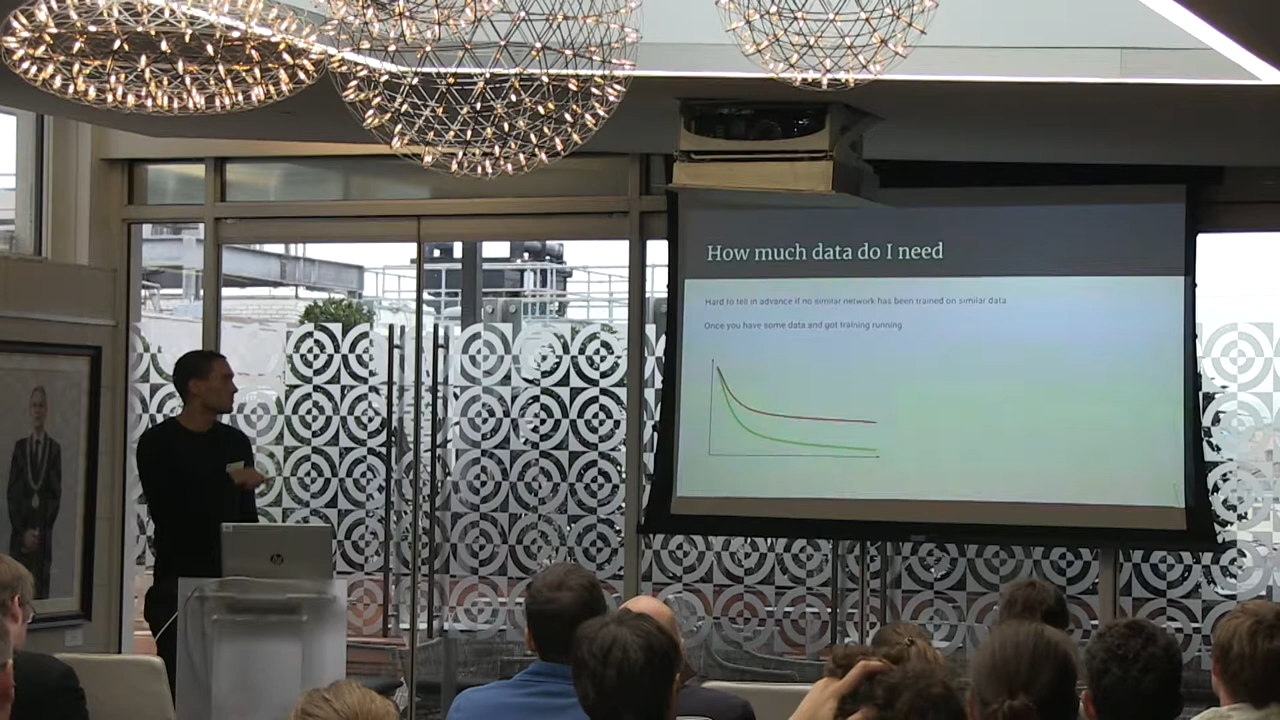 How much data do I need
Hard to tell in advance if no similar network has been trained on similar data
Once you have some data and got training running
hp